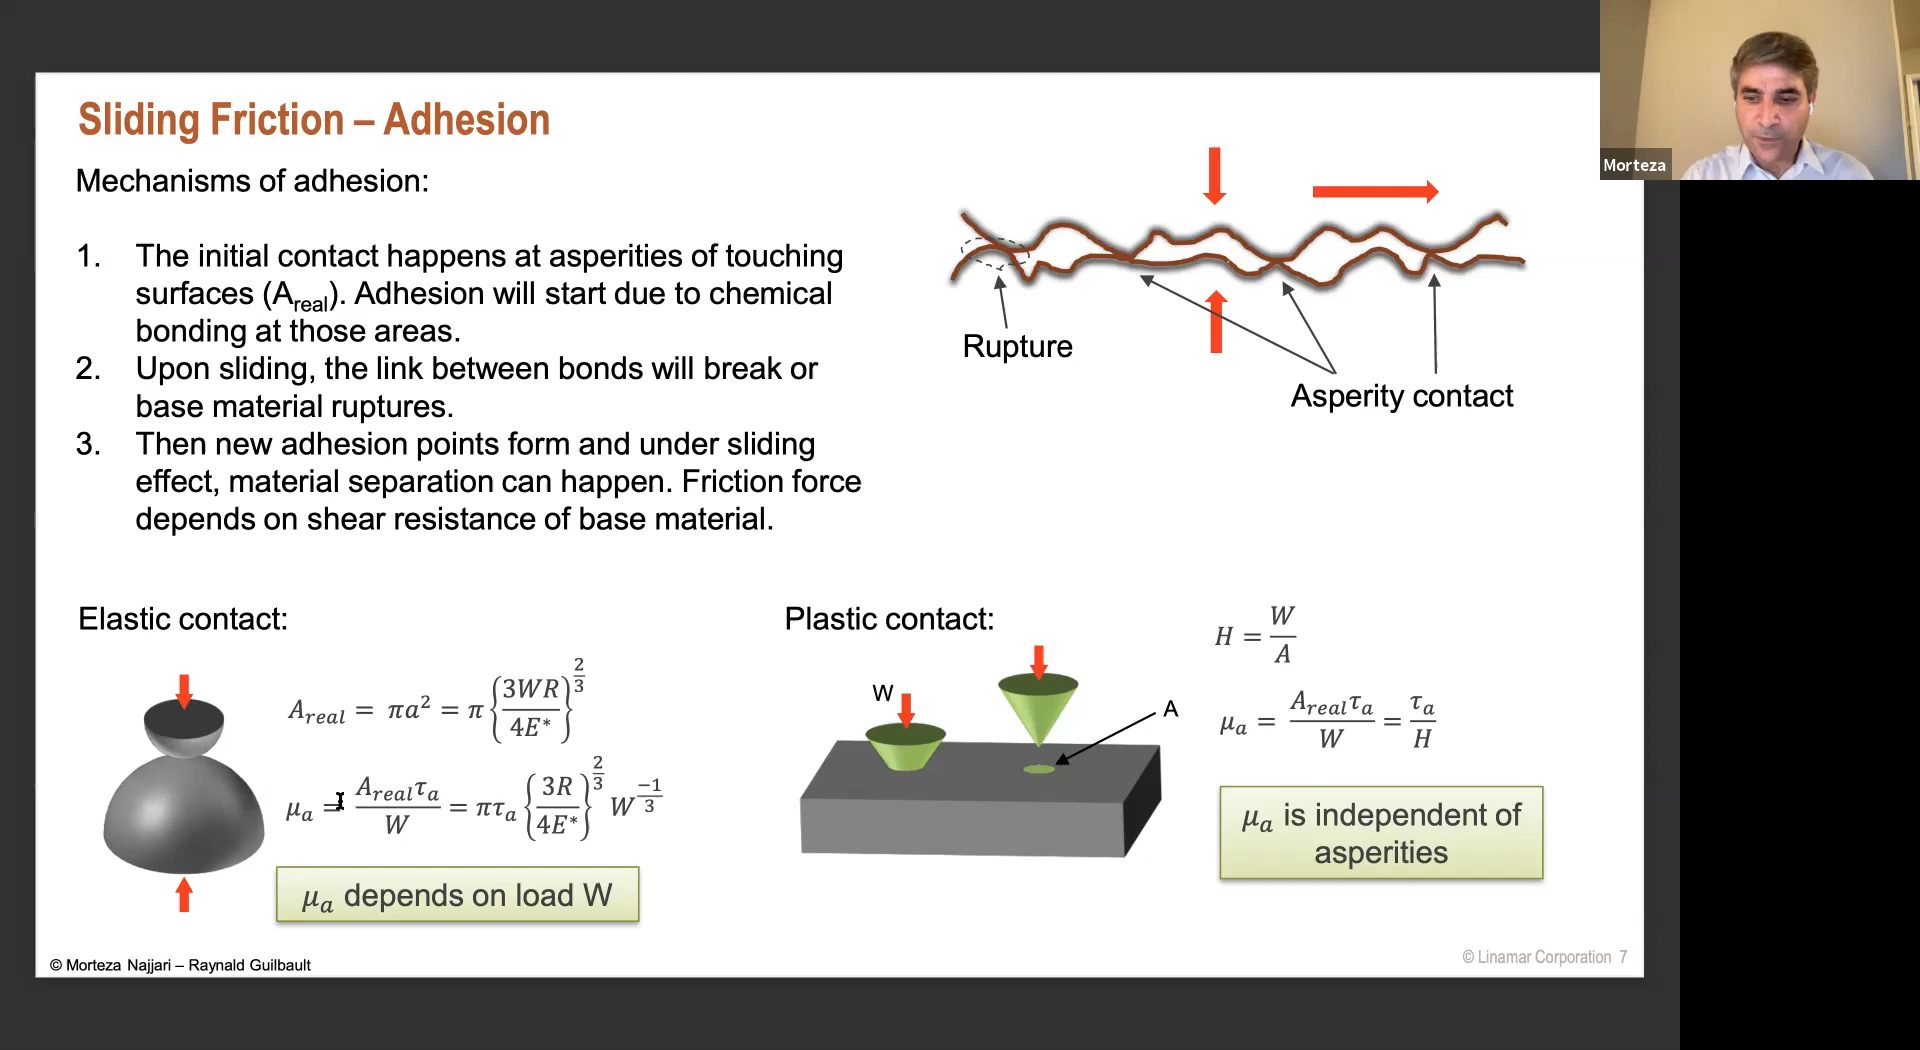 Sliding Friction – Adhesion
Morteza
Mechanisms of adhesion:
1. The initial contact happens at asperities of touching
surfaces (A_real). Adhesion will start due to chemical
bonding at those areas.
2. Upon sliding, the link between bonds will break or
base material ruptures.
3. Then new adhesion points form and under sliding
effect, material separation can happen. Friction force
depends on shear resistance of base material.
Rupture
Asperity contact
Elastic contact:
A_real = πa² = π{3WR/4E*}^(2/3)
μ_a = A_real τ_a / W = πτ_a {3R/4E*}^(2/3) W^(-1/3)
μ_a depends on load W
Plastic contact:
W
A
H = W/A
μ_a = A_real τ_a / W = τ_a / H
μ_a is independent of
asperities
© Morteza Najjari – Raynald Guilbault
© Linamar Corporation 7